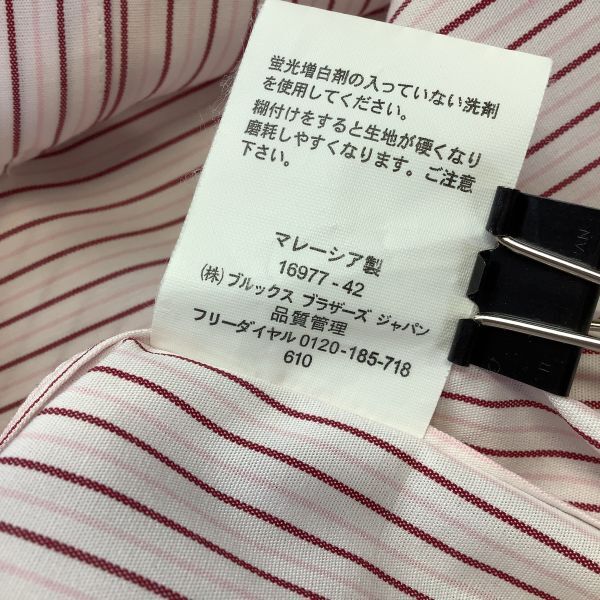 蛍光増白剤の入っていない洗剤
を使用してください。
糊付けをすると生地が硬くなり
磨耗しやすくなります。ご注意
下さい。
マレーシア製
16977-42
(株) ブルックス ブラザーズ ジャパン
品質管理
フリーダイヤル 0120-185-718
610